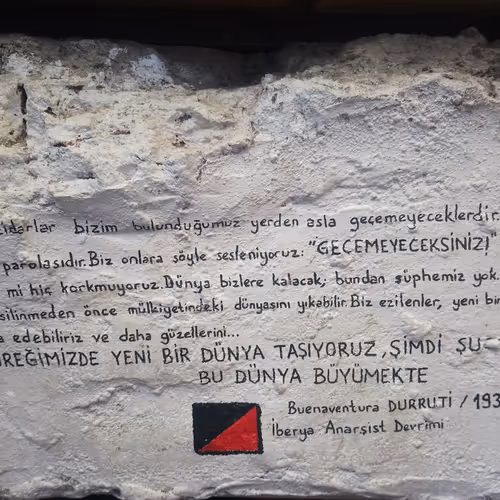 idarlar bizim bulunduğumuz yerden asla geçemeyeceklerdir.
parolasıdır. Biz onlara şöyle sesleniyoruz: "GEÇEMEYECEKSİNİZ!"
mi hiç korkmuyoruz. Dünya bizlere kalacak, bundan şüphemiz yok.
silinmeden önce mülkiyetindeki dünyasını yıkabilir. Biz ezilenler, yeni bir
a edebiliriz ve daha güzellerini...
REĞİMİZDE YENİ BİR DÜNYA TAŞIYORUZ, ŞİMDİ ŞU
BU DÜNYA BÜYÜMEKTE
Buenaventura DURRUTİ / 193
İberya Anarşist Devrimi